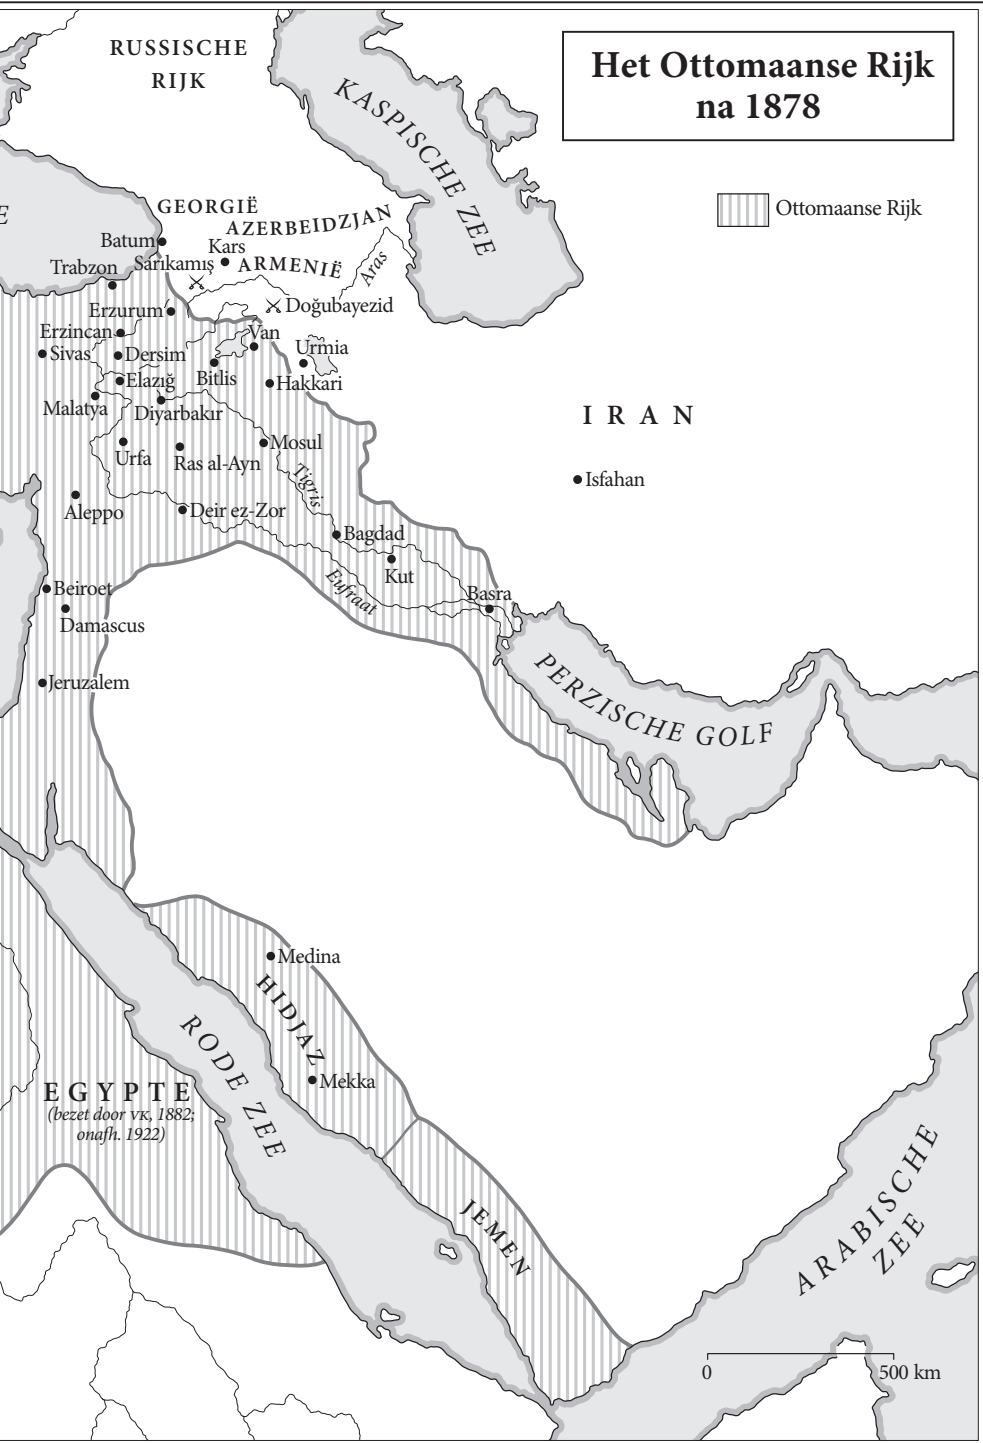 RUSSISCHE
RIJK
Het Ottomaanse Rijk
na 1878
KASPISCHE ZEE
Ottomaanse Rijk
E
GEORGIË
AZERBEIDZJAN
Batum
Kars
Trabzon
Sarıkamış
ARMENIË
Aras
Erzurum
Doğubayezid
Erzincan
Van
Sivas
Dersim
Urmia
Elazığ
Bitlis
Hakkari
Malatya
Diyarbakır
IRAN
Urfa
Ras al-Ayn
Mosul
Tigris
Isfahan
Aleppo
Deir ez-Zor
Bagdad
Kut
Eufraat
Beiroet
Basra
Damascus
Jeruzalem
PERZISCHE GOLF
Medina
HIDJAZ
RODE ZEE
Mekka
EGYPTE
(bezet door VK, 1882;
onafh. 1922)
JEMEN
ARABISCHE
ZEE
0 500 km